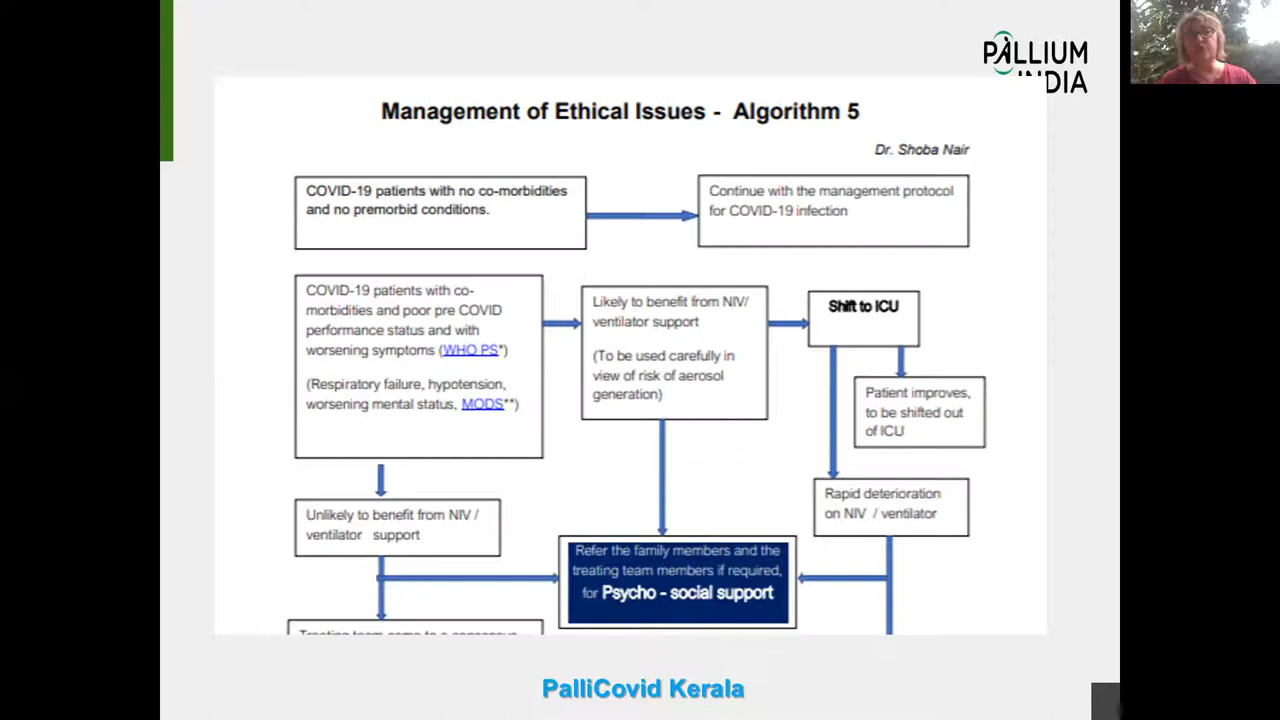 PALLIUM
INDIA
Management of Ethical Issues - Algorithm 5
Dr. Shoba Nair
COVID-19 patients with no co-morbidities
and no premorbid conditions.
Continue with the management protocol
for COVID-19 infection
COVID-19 patients with co-
morbidities and poor pre COVID
performance status and with
worsening symptoms (WHO PS*)
(Respiratory failure, hypotension,
worsening mental status, MODS**)
Likely to benefit from NIV/
ventilator support
(To be used carefully in
view of risk of aerosol
generation)
Shift to ICU
Patient improves,
to be shifted out
of ICU
Rapid deterioration
on NIV / ventilator
Unlikely to benefit from NIV /
ventilator support
Refer the family members and the
treating team members if required,
for Psycho - social support
Treating team come to a consensus
PalliCovid Kerala